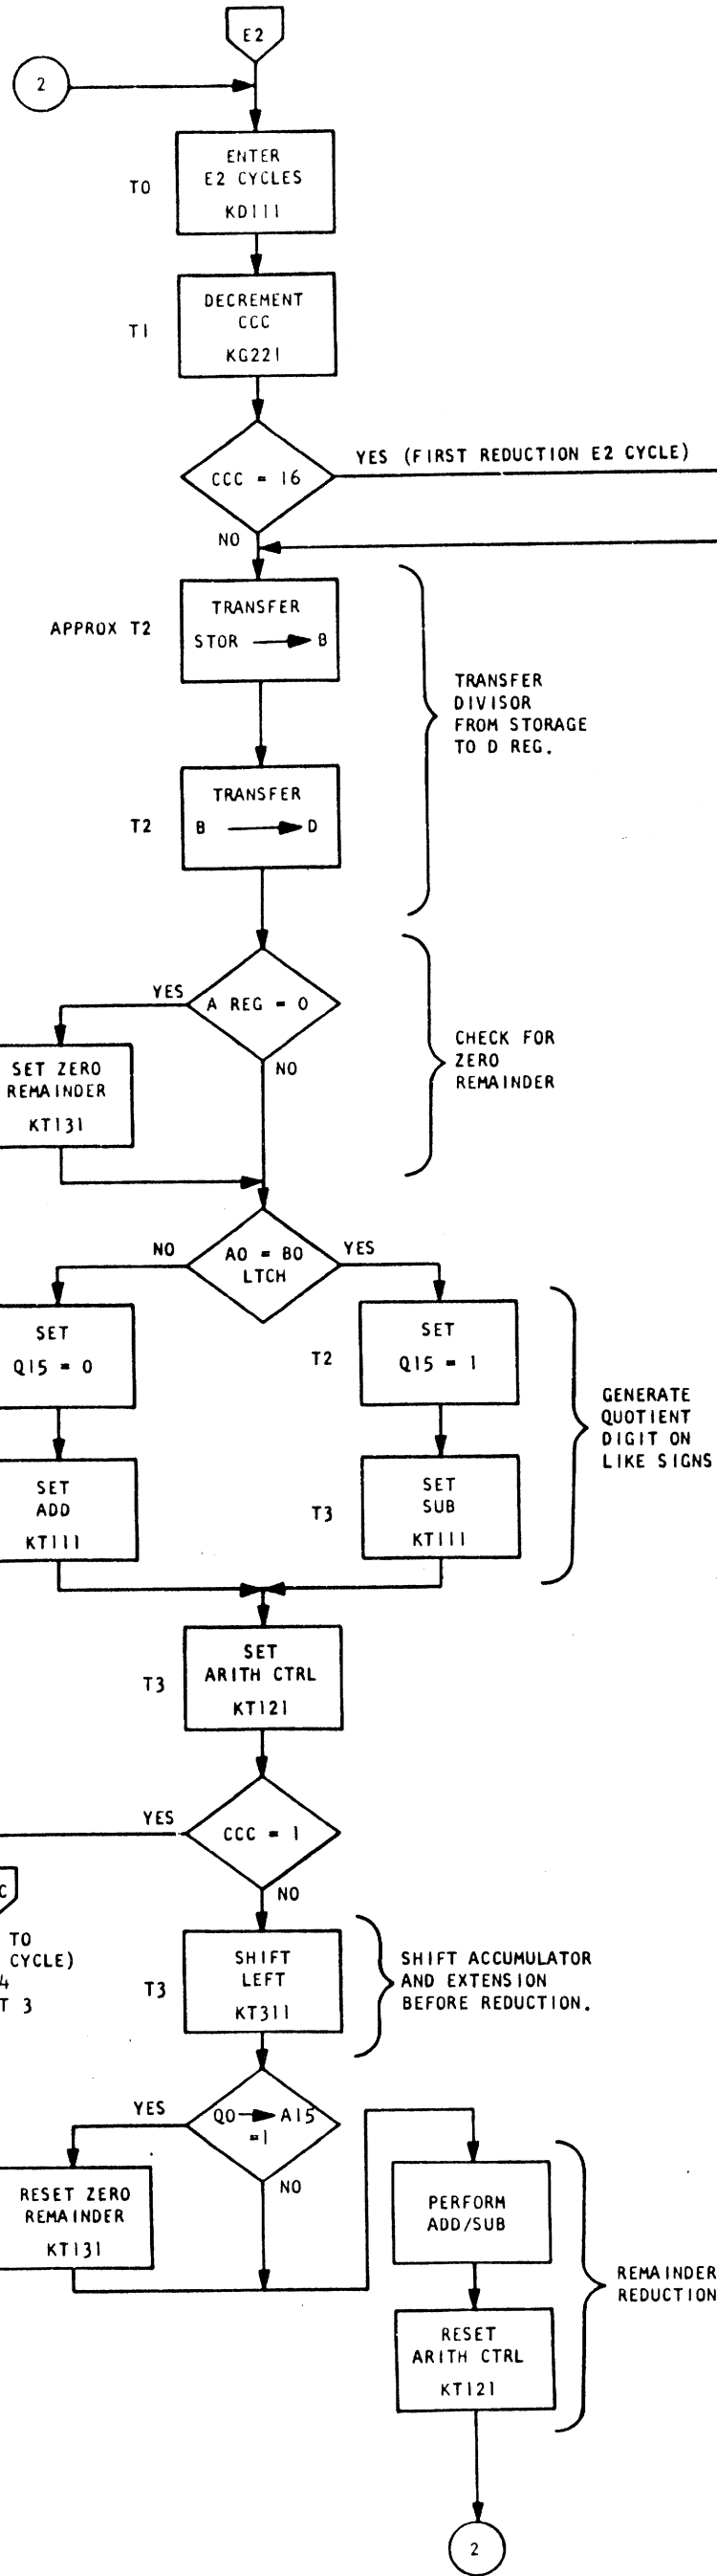 E2
2
T0
ENTER
E2 CYCLES
KD111
T1
DECREMENT
CCC
KG221
CCC = 16
YES (FIRST REDUCTION E2 CYCLE)
NO
APPROX T2
TRANSFER
STOR B
TRANSFER
DIVISOR
FROM STORAGE
TO D REG.
T2
TRANSFER
B D
YES
A REG = 0
NO
SET ZERO
REMAINDER
KT131
CHECK FOR
ZERO
REMAINDER
NO
A0 = B0
LTCH
YES
SET
Q15 = 0
T2
SET
Q15 = 1
GENERATE
QUOTIENT
DIGIT ON
LIKE SIGNS
SET
ADD
KT111
T3
SET
SUB
KT111
T3
SET
ARITH CTRL
KT121
YES
CCC = 1
NO
C
TO
CYCLE)
4
T 3
T3
SHIFT
LEFT
KT311
SHIFT ACCUMULATOR
AND EXTENSION
BEFORE REDUCTION.
YES
Q0 A15
=1
NO
RESET ZERO
REMAINDER
KT131
PERFORM
ADD/SUB
REMAINDER
REDUCTION
RESET
ARITH CTRL
KT121
2